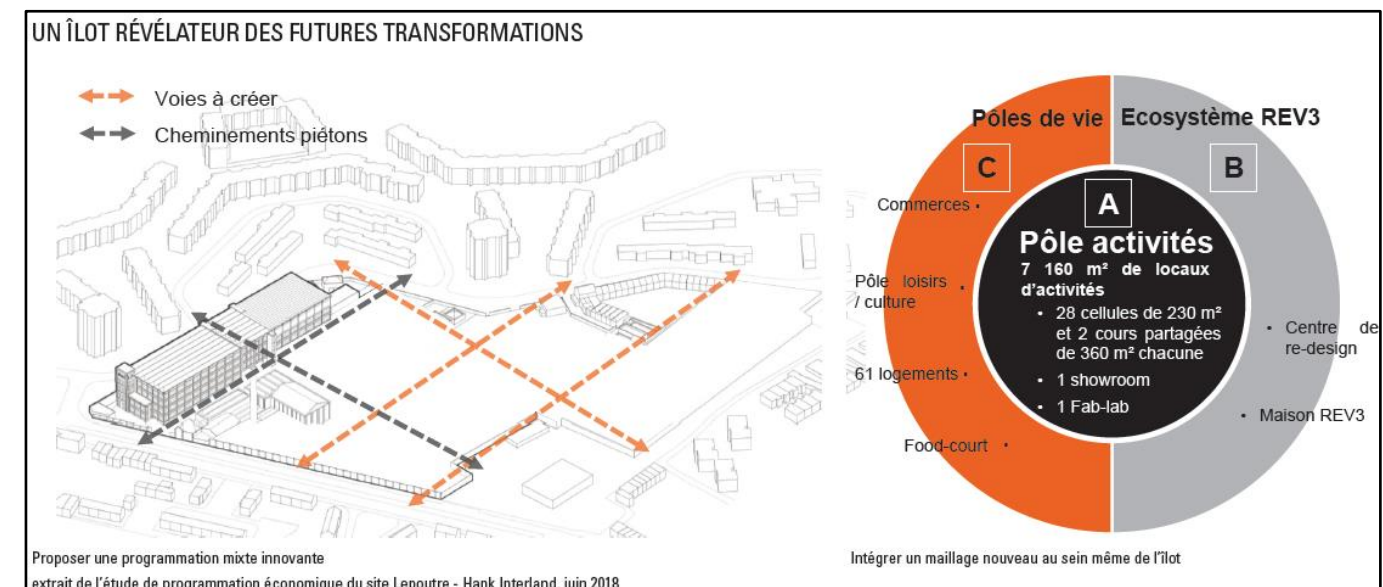 UN ÎLOT RÉVÉLATEUR DES FUTURES TRANSFORMATIONS
Voies à créer
Cheminements piétons
Proposer une programmation mixte innovante
extrait de l'étude de programmation économique du site Lepoutre - Hank Interland, juin 2018
Pôles de vie
Ecosystème REV3
C
B
A
Commerces •
Pôle loisirs •
/ culture
61 logements •
Food-court •
Pôle activités
7 160 m² de locaux
d'activités
• 28 cellules de 230 m²
et 2 cours partagées
de 360 m² chacune
• 1 showroom
• 1 Fab-lab
• Centre de
re-design
• Maison REV3
Intégrer un maillage nouveau au sein même de l'îlot